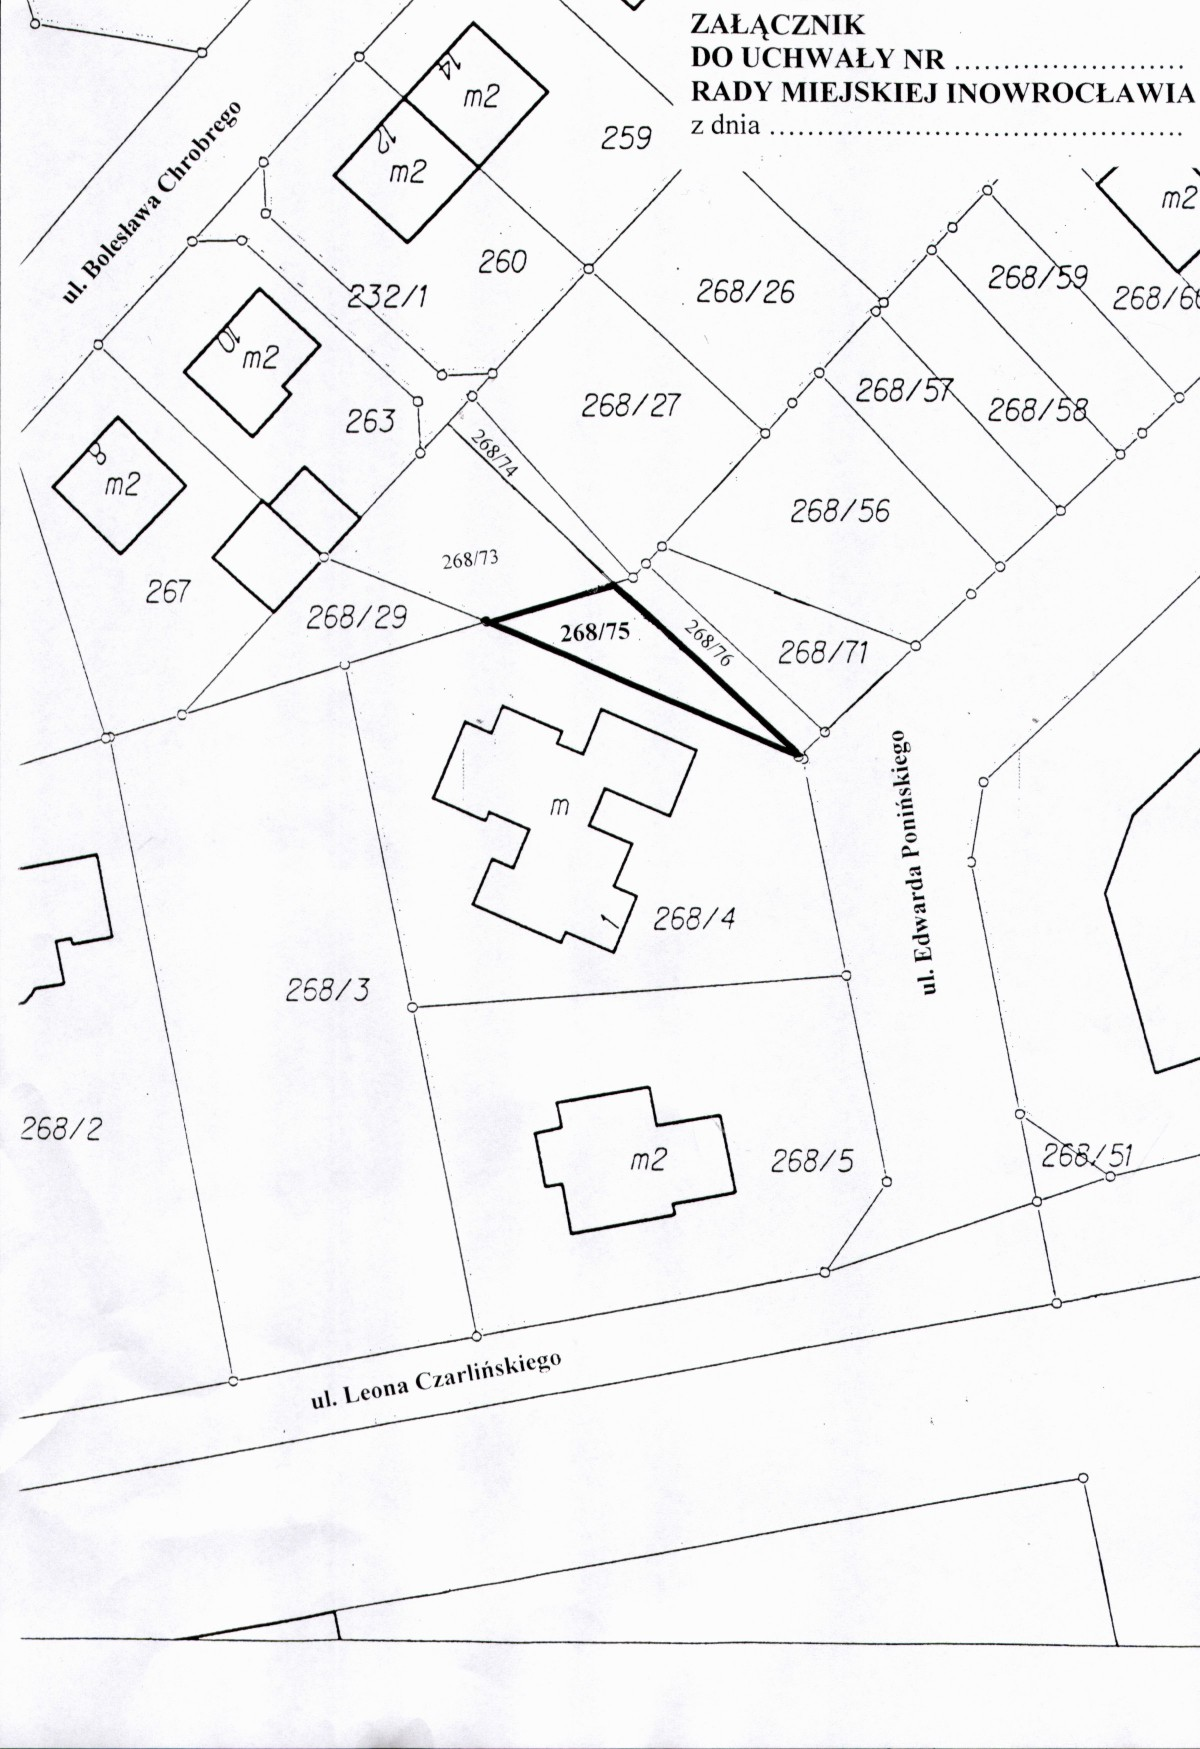 ZAŁĄCZNIK
DO UCHWAŁY NR ............................
RADY MIEJSKIEJ INOWROCŁAWIA
z dnia ..................................................
ul. Bolesława Chrobrego
14
m2
12
m2
259
m2
260
232/1
268/26
268/59
268/60
10
m2
263
268/27
268/57
268/58
8
m2
268/74
268/56
267
268/73
268/29
268/75
268/76
268/71
m
1
268/4
ul. Edwarda Ponińskiego
268/3
268/2
m2
268/5
268/51
ul. Leona Czarlińskiego